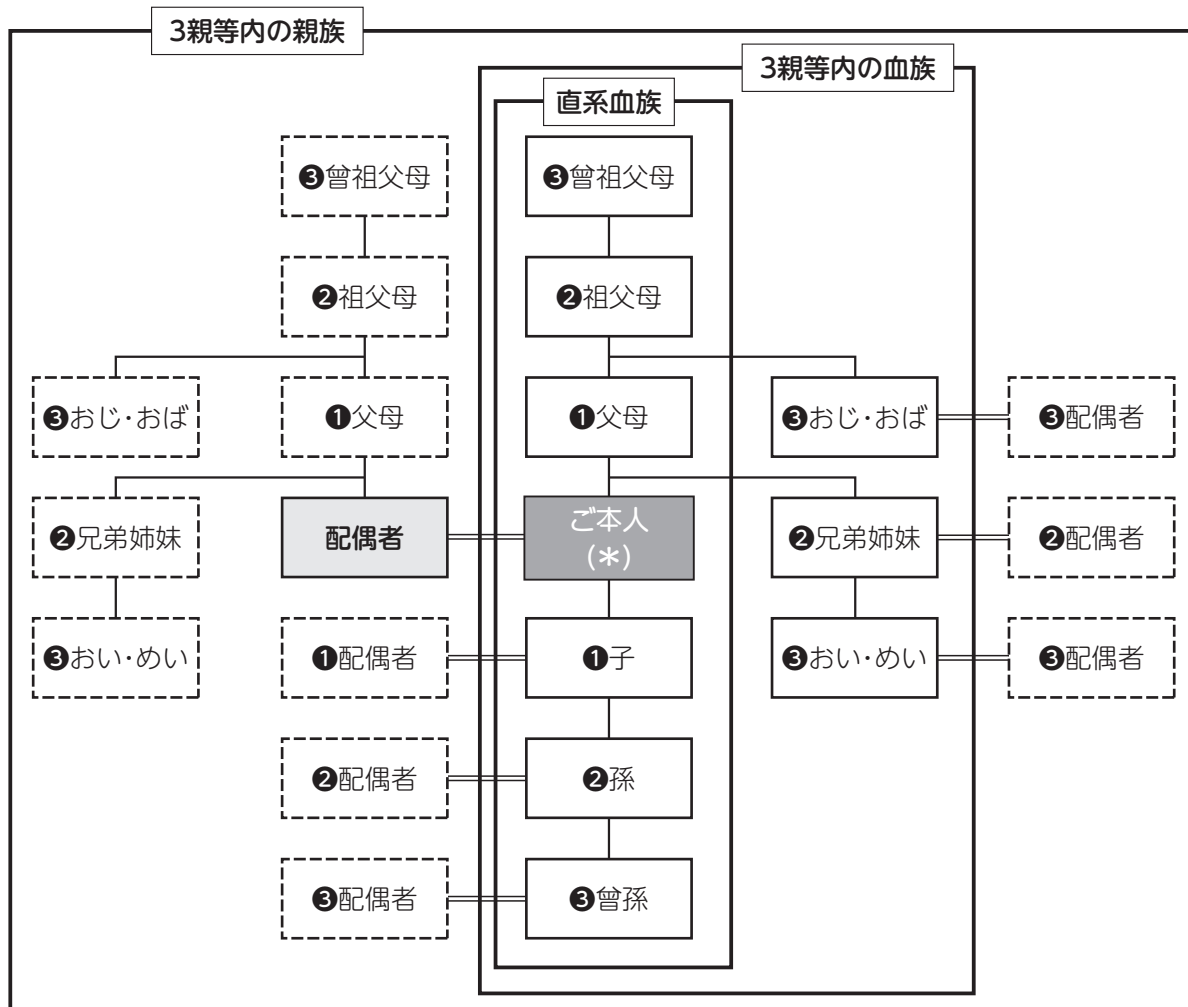 3親等内の親族
3親等内の血族
直系血族
❸曾祖父母
❸曾祖父母
❷祖父母
❷祖父母
❸おじ・おば
❶父母
❶父母
❸おじ・おば
❸配偶者
❷兄弟姉妹
配偶者
ご本人
(＊)
❷兄弟姉妹
❷配偶者
❸おい・めい
❶配偶者
❶子
❸おい・めい
❸配偶者
❷配偶者
❷孫
❸配偶者
❸曾孫